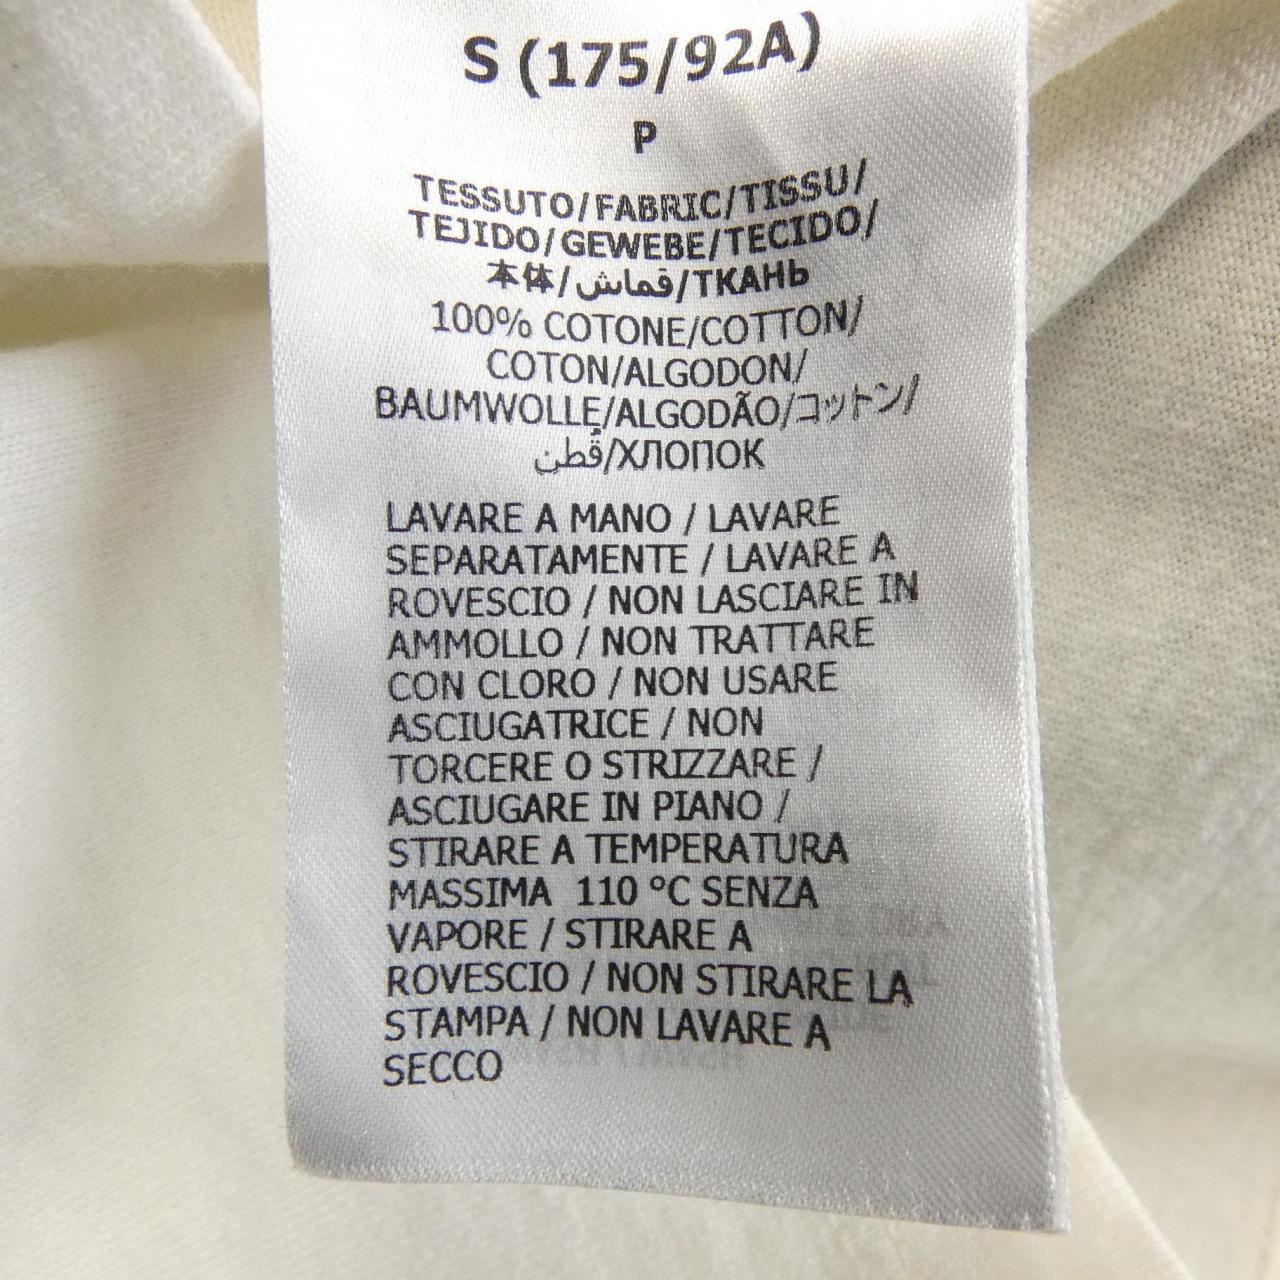 S (175/92A)
P
TESSUTO/FABRIC/TISSU/
TEJIDO/GEWEBE/TECIDO/
本体/قماش/ТКАНЬ
100% COTONE/COTTON/
COTON/ALGODON/
BAUMWOLLE/ALGODÃO/コットン/
قُطن/ХЛОПОК
LAVARE A MANO / LAVARE
SEPARATAMENTE / LAVARE A
ROVESCIO / NON LASCIARE IN
AMMOLLO / NON TRATTARE
CON CLORO / NON USARE
ASCIUGATRICE / NON
TORCERE O STRIZZARE /
ASCIUGARE IN PIANO /
STIRARE A TEMPERATURA
MASSIMA 110 °C SENZA
VAPORE / STIRARE A
ROVESCIO / NON STIRARE LA
STAMPA / NON LAVARE A
SECCO